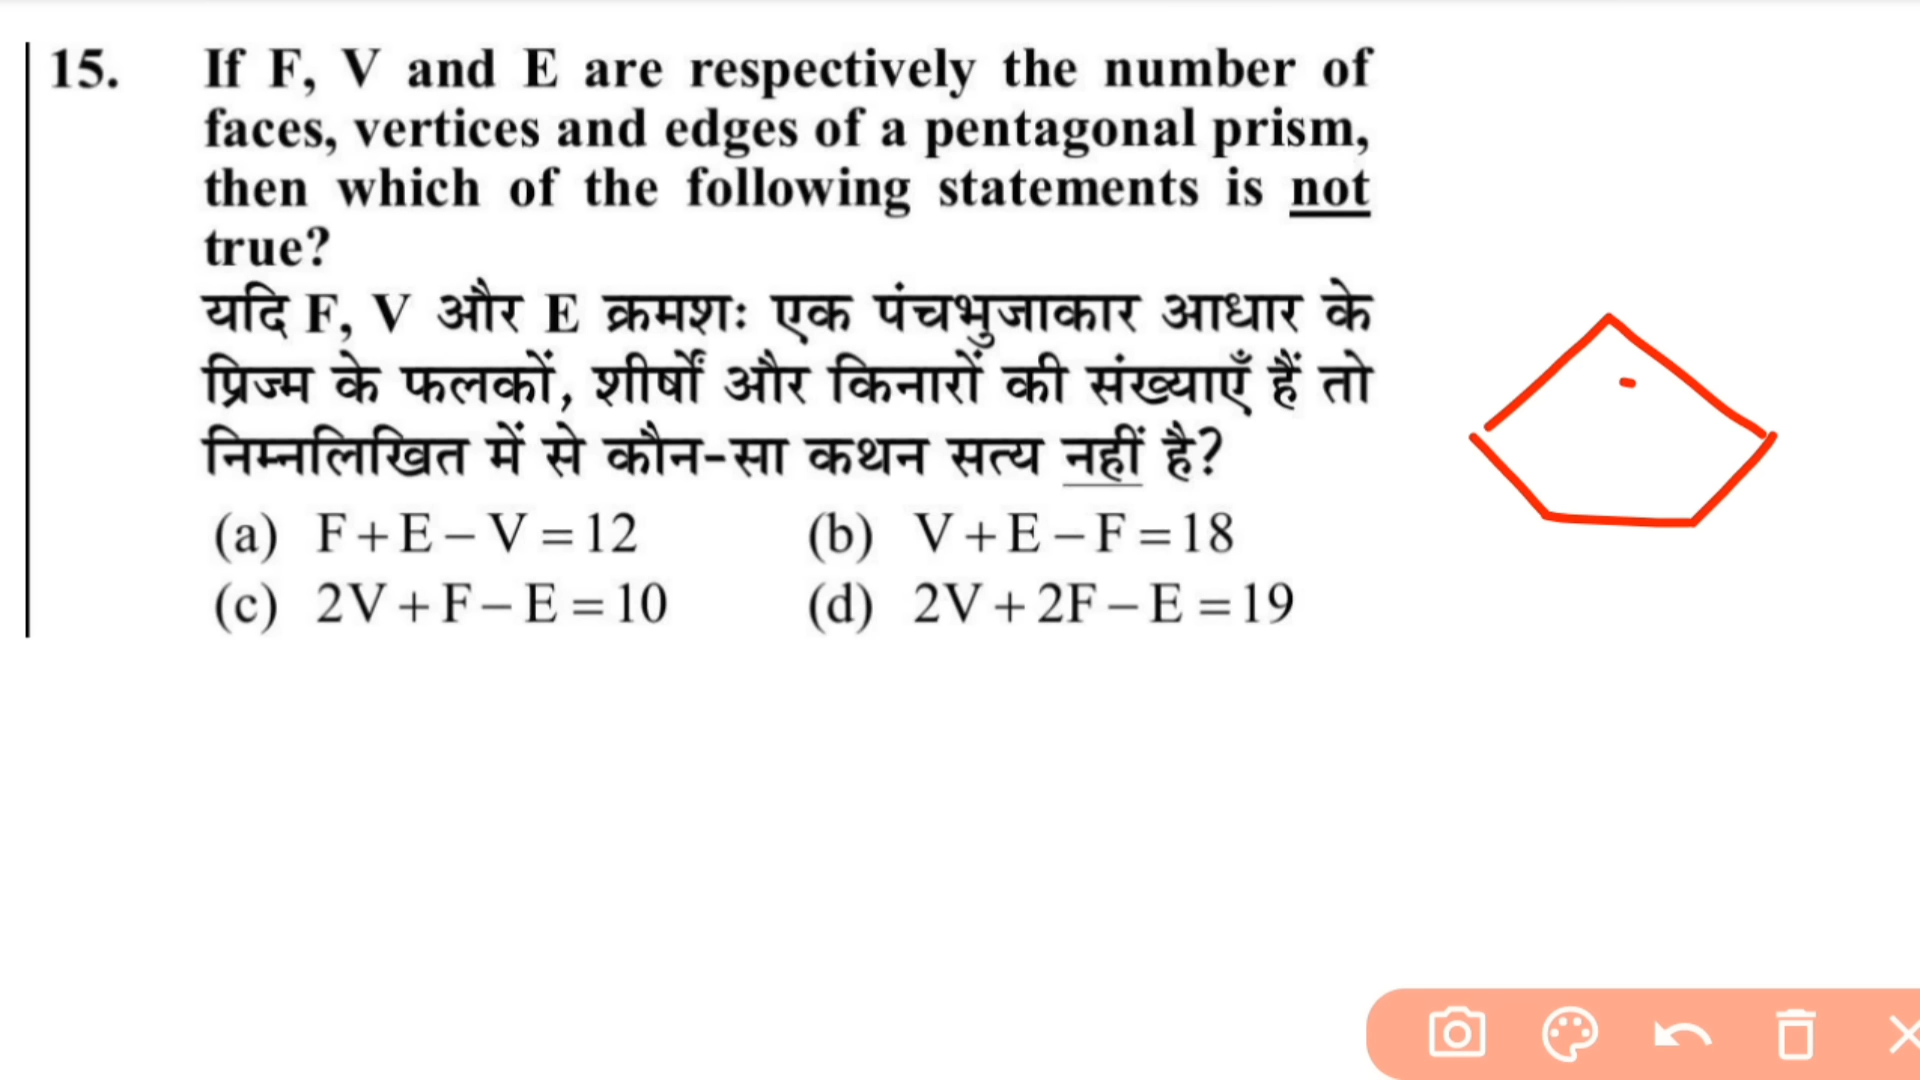 15. If F, V and E are respectively the number of
faces, vertices and edges of a pentagonal prism,
then which of the following statements is not
true?
यदि F, V और E क्रमशः एक पंचभुजाकार आधार के
प्रिज्म के फलकों, शीर्षों और किनारों की संख्याएँ हैं तो
निम्नलिखित में से कौन-सा कथन सत्य नहीं है?
(a) F+E–V=12 (b) V+E–F=18
(c) 2V+F–E=10 (d) 2V+2F–E=19